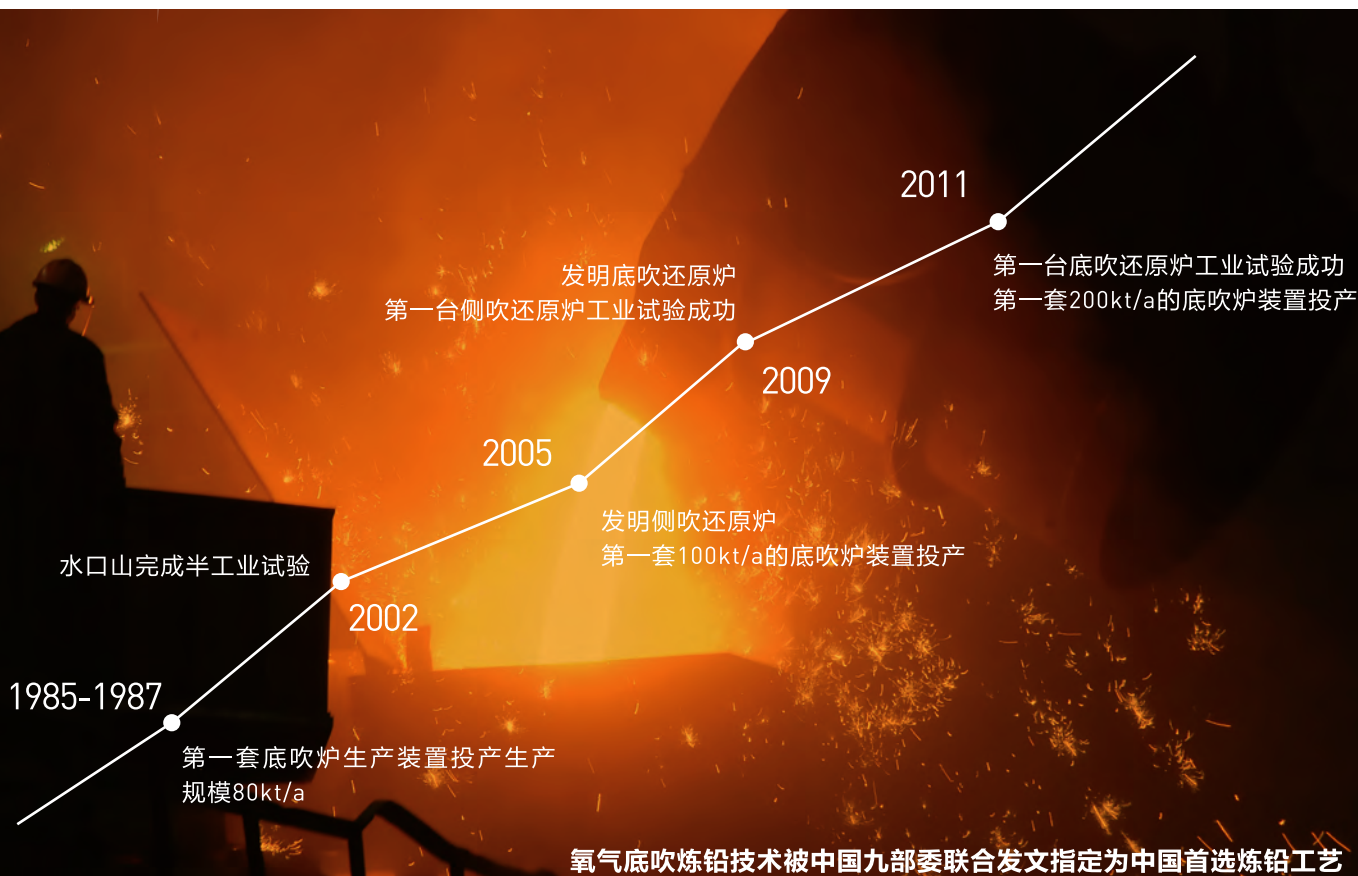 2011
第一台底吹还原炉工业试验成功
第一套200kt/a的底吹炉装置投产
发明底吹还原炉
第一台侧吹还原炉工业试验成功
2009
2005
发明侧吹还原炉
第一套100kt/a的底吹炉装置投产
水口山完成半工业试验
2002
1985-1987
第一套底吹炉生产装置投产生产
规模80kt/a
氧气底吹炼铅技术被中国九部委联合发文指定为中国首选炼铅工艺